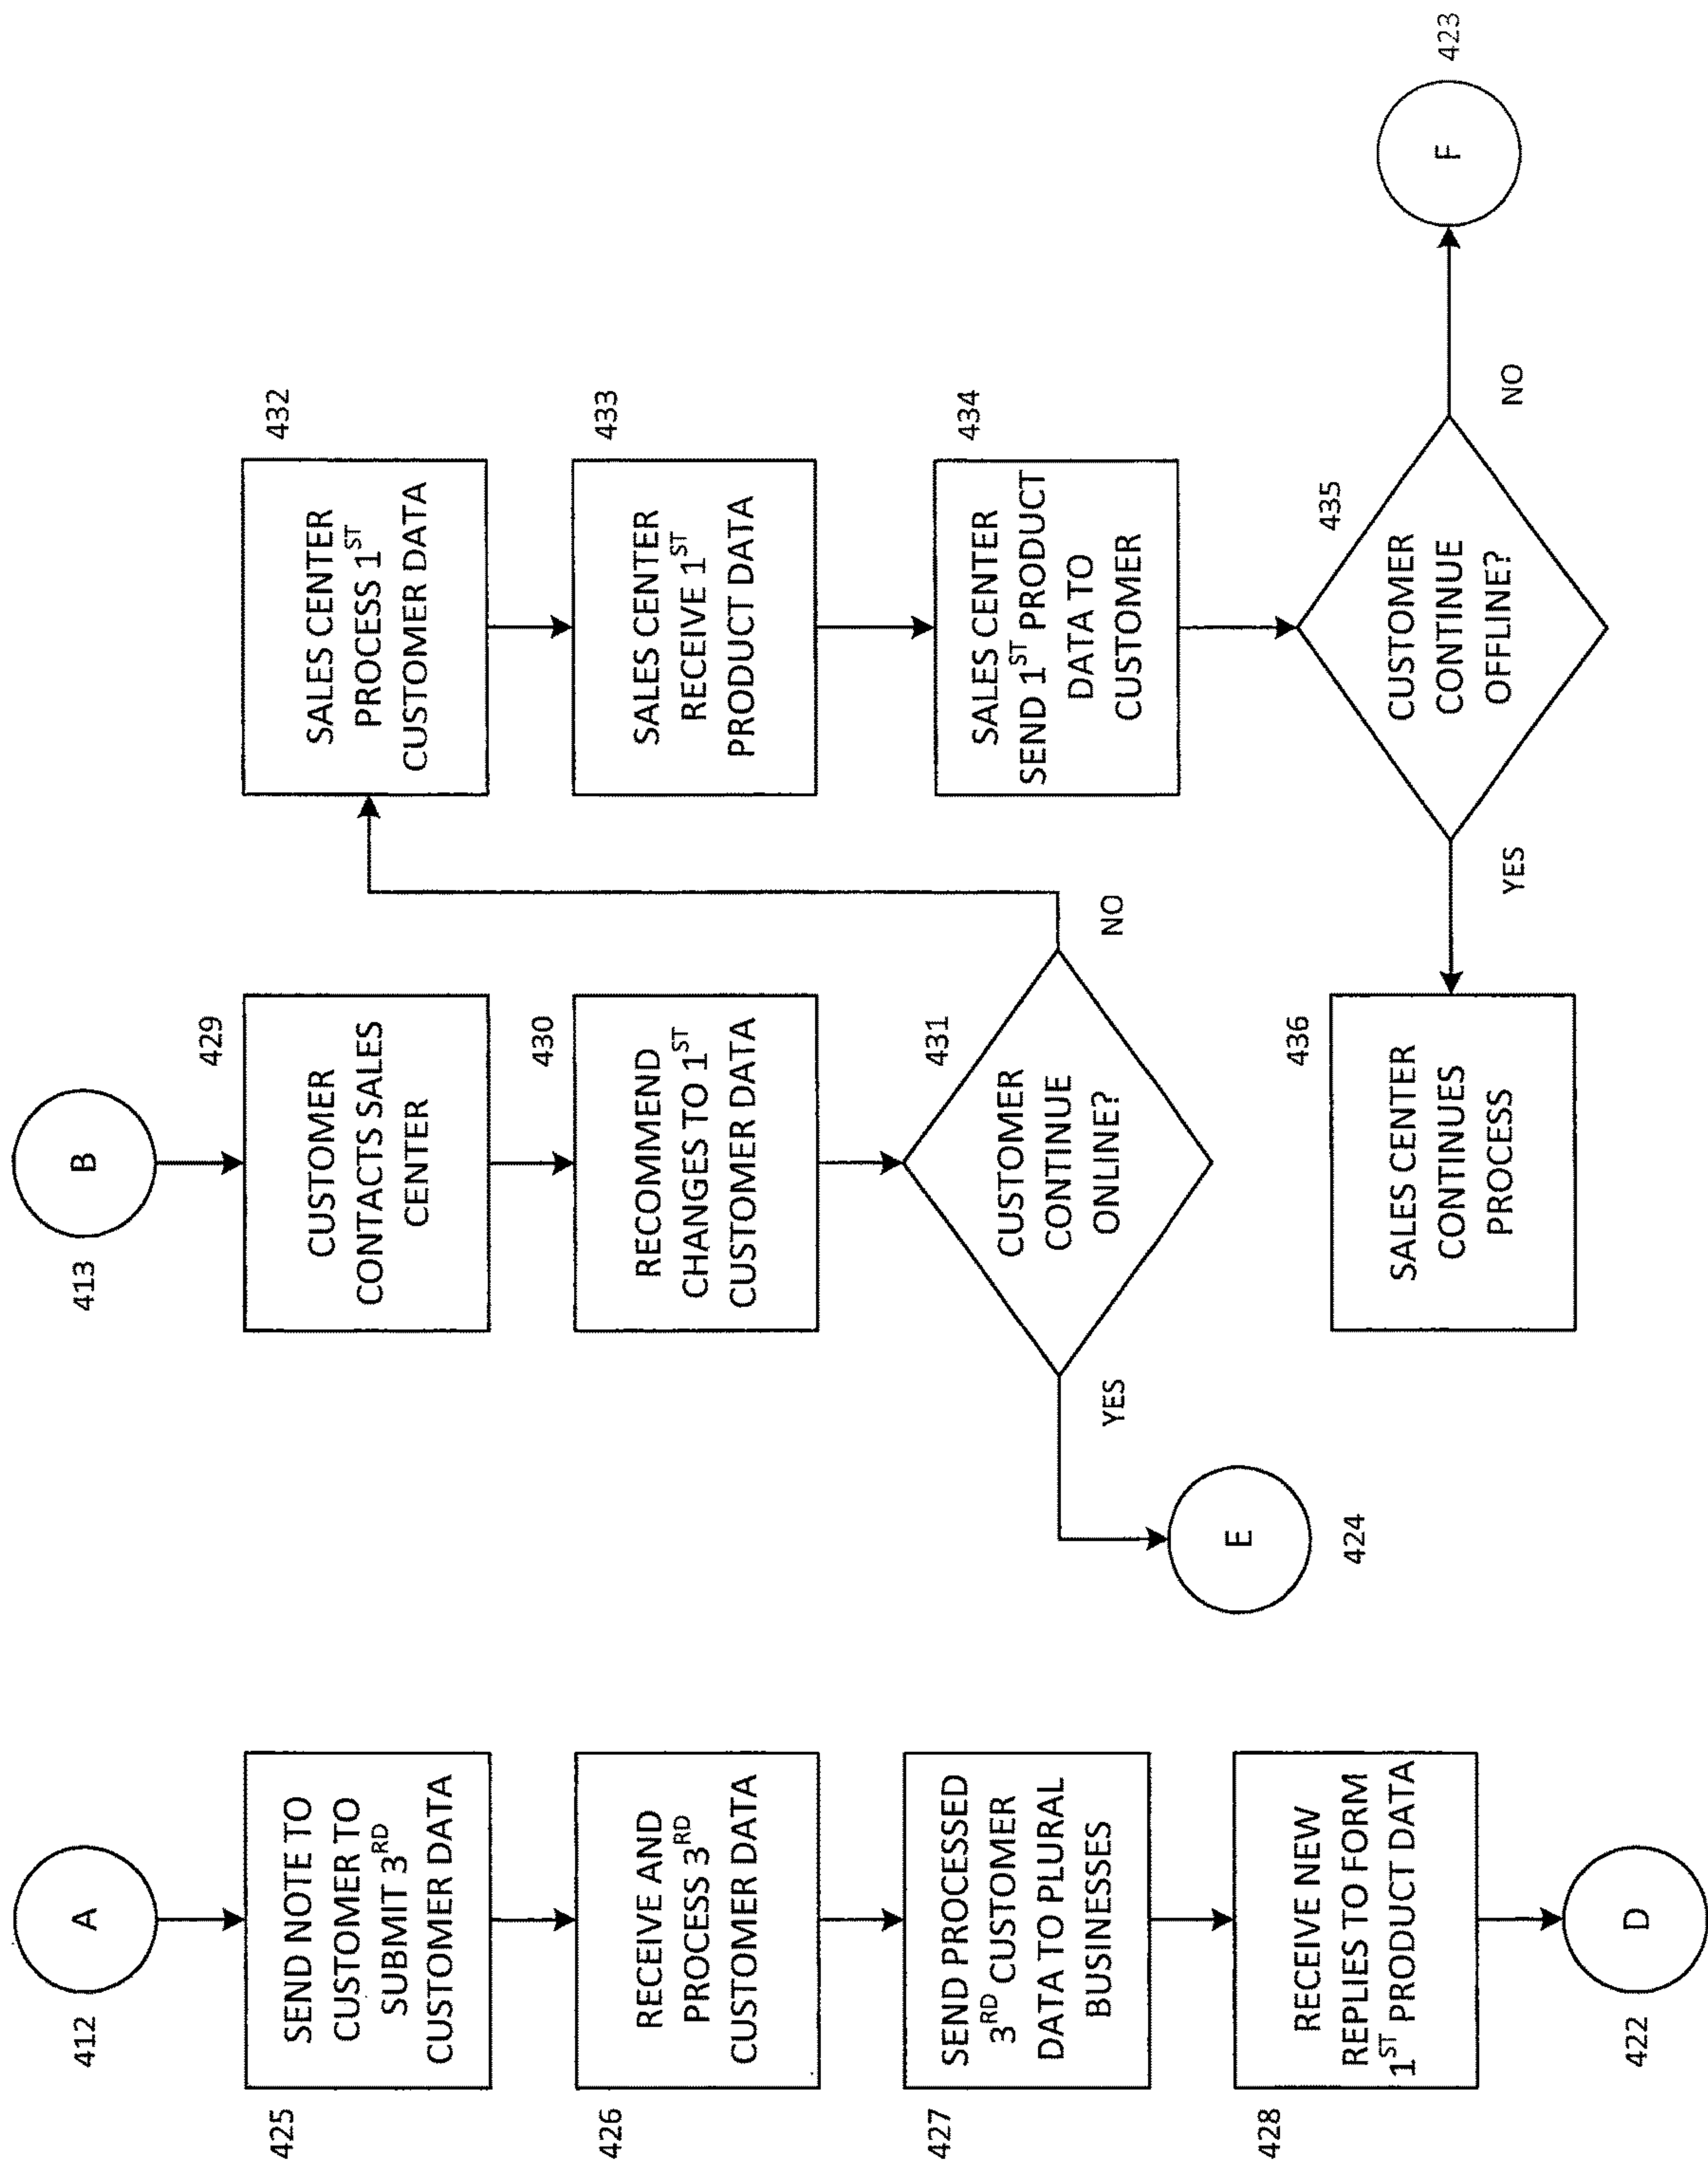 A
412
SEND NOTE TO
CUSTOMER TO
SUBMIT 3RD
CUSTOMER DATA
425
RECEIVE AND
PROCESS 3RD
CUSTOMER DATA
426
SEND PROCESSED
3RD CUSTOMER
DATA TO PLURAL
BUSINESSES
427
RECEIVE NEW
REPLIES TO FORM
1ST PRODUCT DATA
428
D
422
B
413
CUSTOMER
CONTACTS SALES
CENTER
429
RECOMMEND
CHANGES TO 1ST
CUSTOMER DATA
430
CUSTOMER
CONTINUE
ONLINE?
431
YES
NO
E
424
SALES CENTER
PROCESS 1ST
CUSTOMER DATA
432
SALES CENTER
RECEIVE 1ST
PRODUCT DATA
433
SALES CENTER
SEND 1ST PRODUCT
DATA TO
CUSTOMER
434
CUSTOMER
CONTINUE
OFFLINE?
435
YES
NO
SALES CENTER
CONTINUES
PROCESS
436
F
423